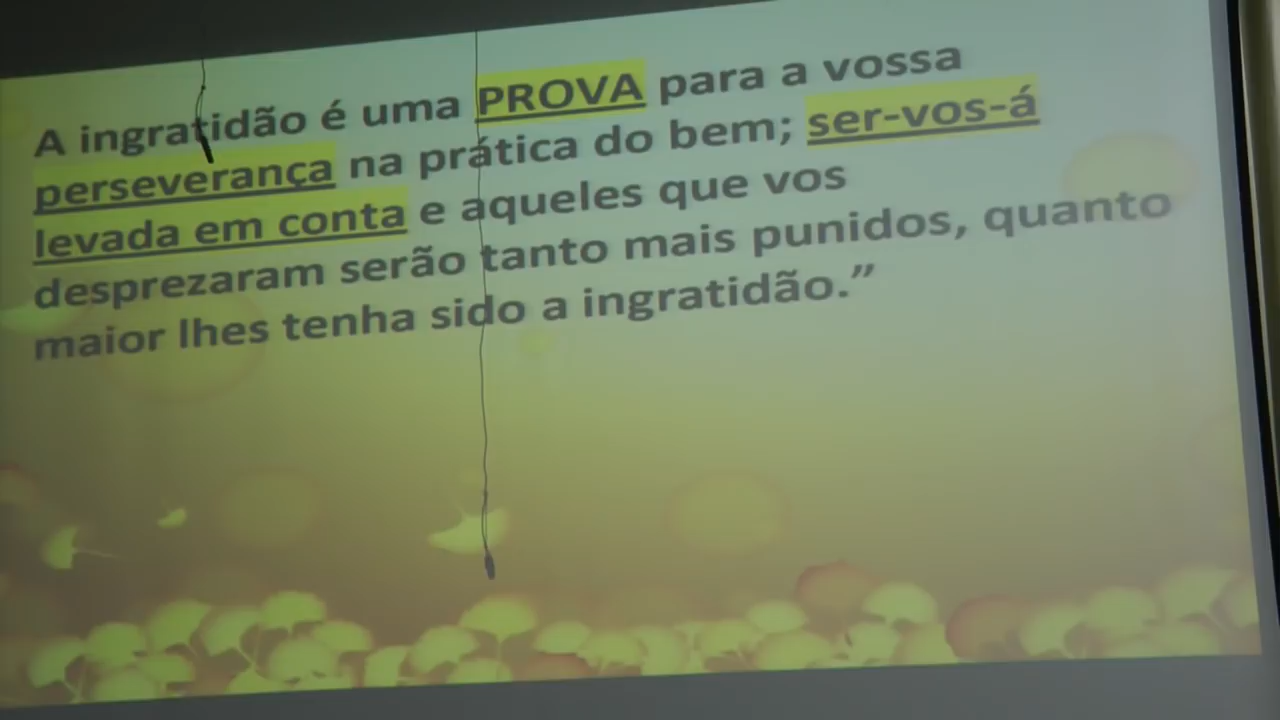 A ingratidão é uma PROVA para a vossa
perseverança na prática do bem; ser-vos-á
levada em conta e aqueles que vos
desprezaram serão tanto mais punidos, quanto
maior lhes tenha sido a ingratidão.”